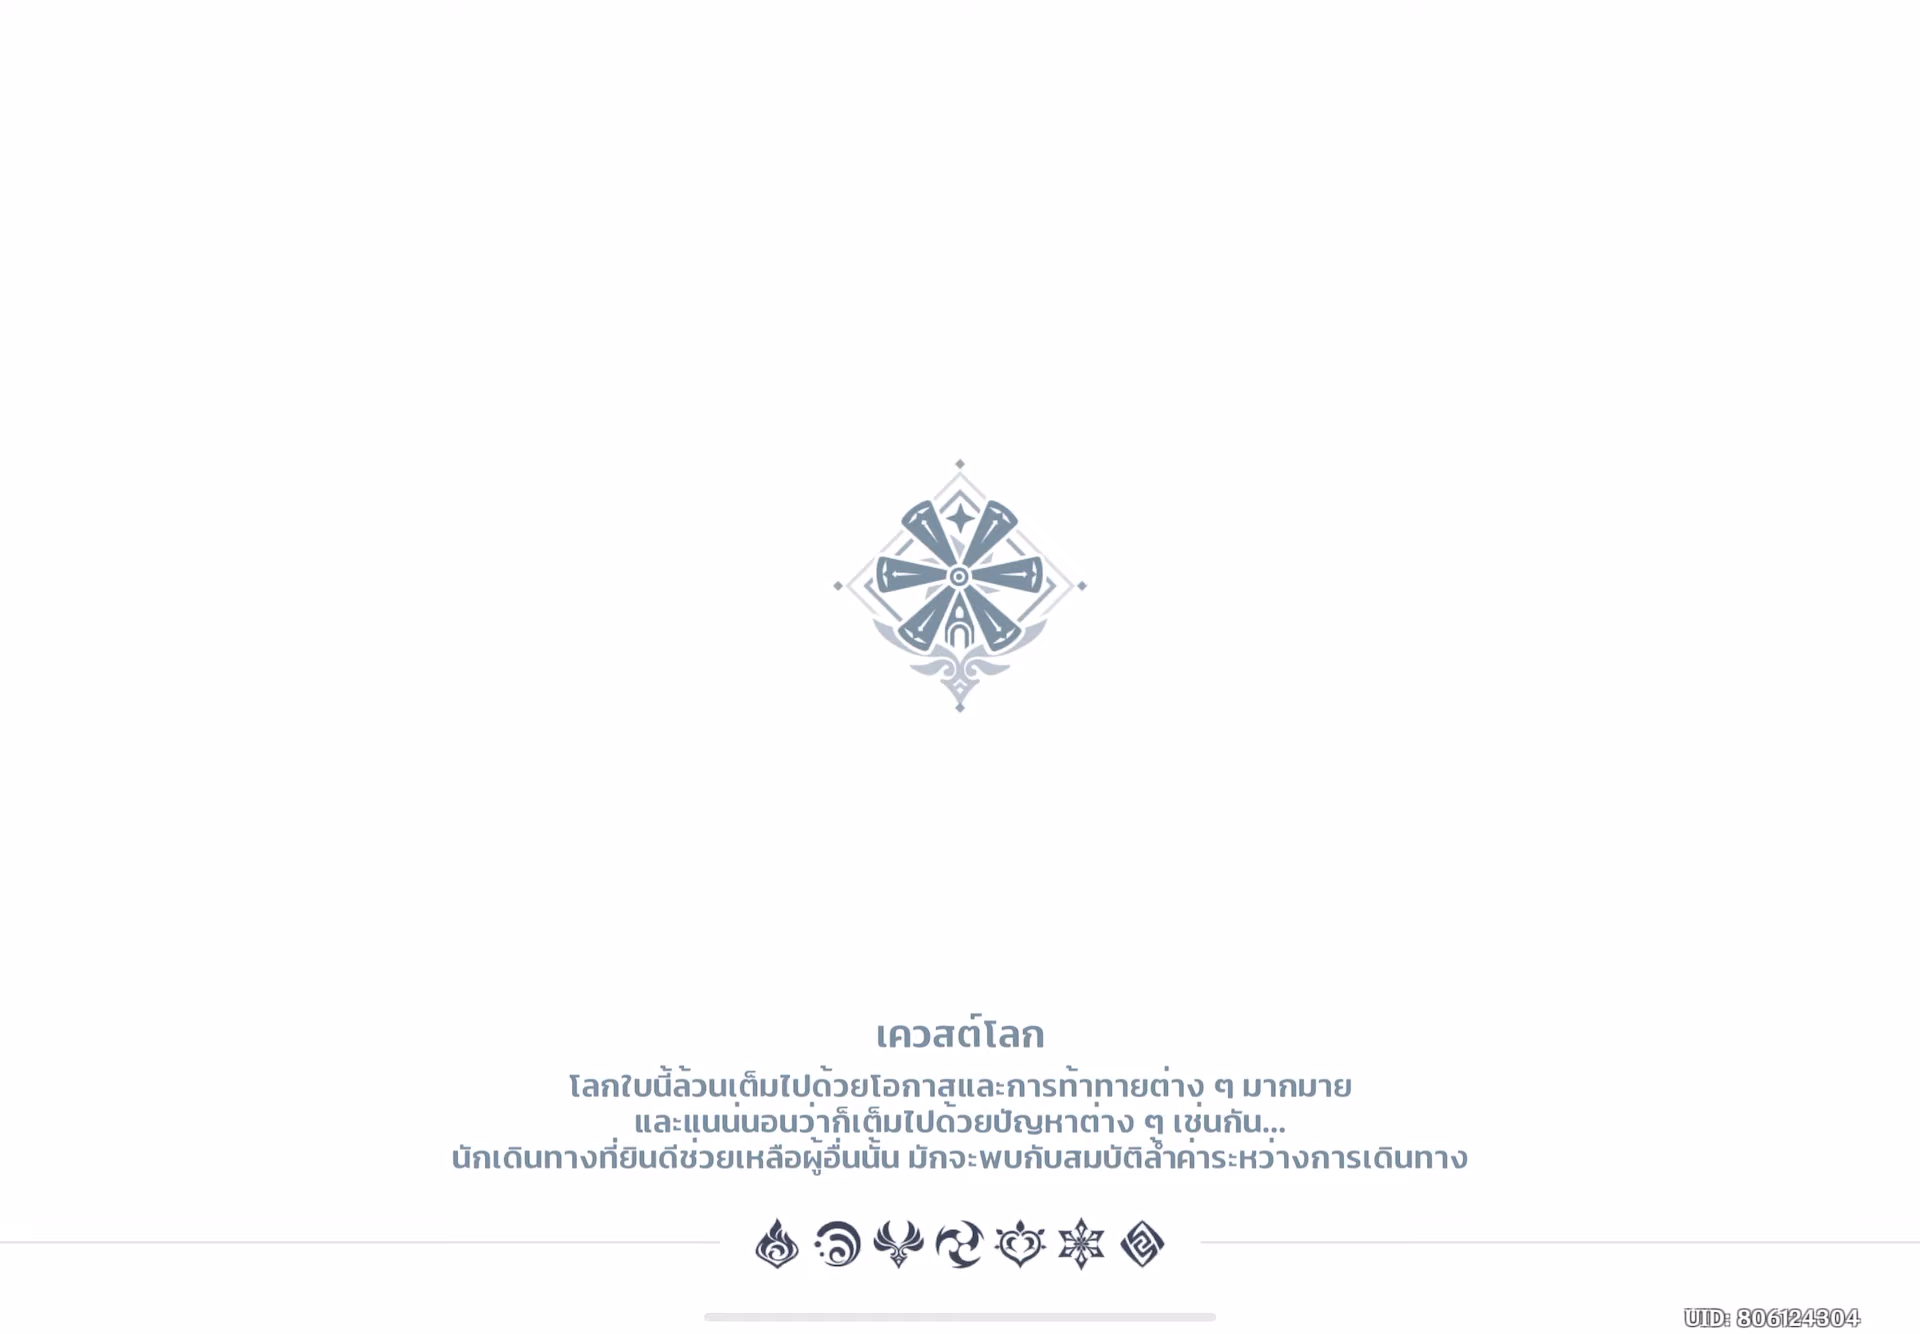 เควสต์โลก
โลกใบนี้ล้วนเต็มไปด้วยโอกาสและการท้าทายต่าง ๆ มากมาย
และแน่นอนว่าก็เต็มไปด้วยปัญหาต่าง ๆ เช่นกัน...
นักเดินทางที่ยินดีช่วยเหลือผู้อื่นนั้น มักจะพบกับสมบัติล้ำค่าระหว่างการเดินทาง
UID: 806124304